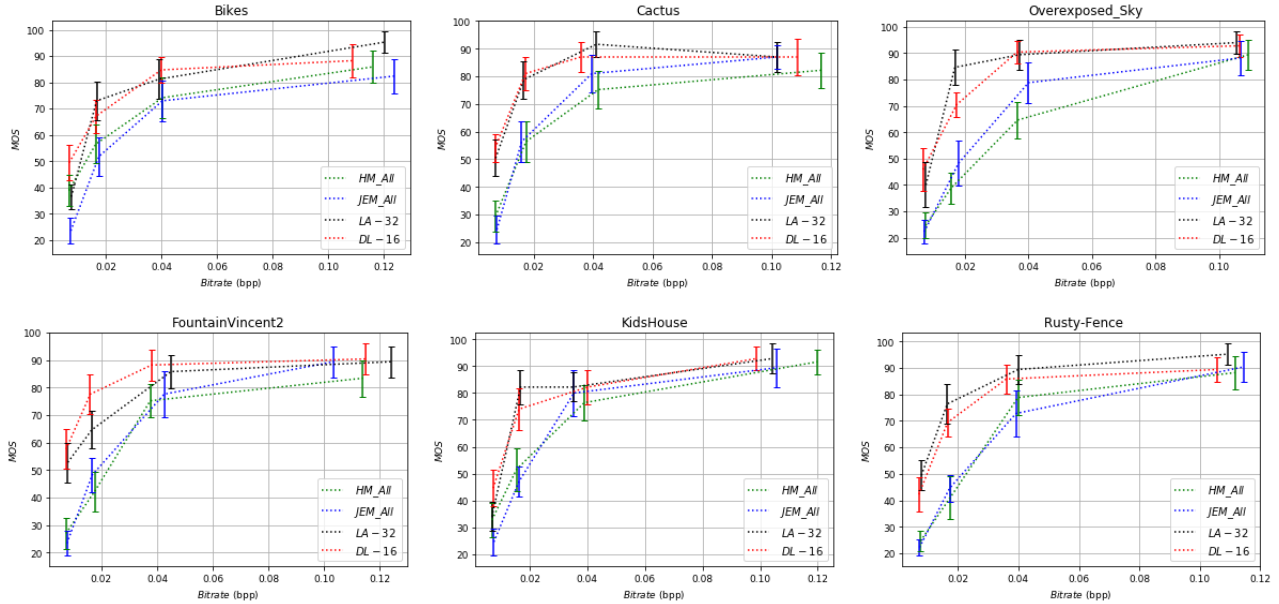 Bikes
100
90
80
70
60
50
40
30
20
MOS
0.02 0.04 0.06 0.08 0.10 0.12
Bitrate (bpp)
HM_All
JEM_All
LA−32
DL−16
Cactus
100
90
80
70
60
50
40
30
20
MOS
0.02 0.04 0.06 0.08 0.10 0.12
Bitrate (bpp)
HM_All
JEM_All
LA−32
DL−16
Overexposed_Sky
100
90
80
70
60
50
40
30
20
MOS
0.02 0.04 0.06 0.08 0.10
Bitrate (bpp)
HM_All
JEM_All
LA−32
DL−16
FountainVincent2
100
90
80
70
60
50
40
30
20
MOS
0.02 0.04 0.06 0.08 0.10 0.12
Bitrate (bpp)
HM_All
JEM_All
LA−32
DL−16
KidsHouse
100
90
80
70
60
50
40
30
20
MOS
0.02 0.04 0.06 0.08 0.10 0.12
Bitrate (bpp)
HM_All
JEM_All
LA−32
DL−16
Rusty-Fence
100
90
80
70
60
50
40
30
20
MOS
0.02 0.04 0.06 0.08 0.10
Bitrate (bpp)
HM_All
JEM_All
LA−32
DL−16